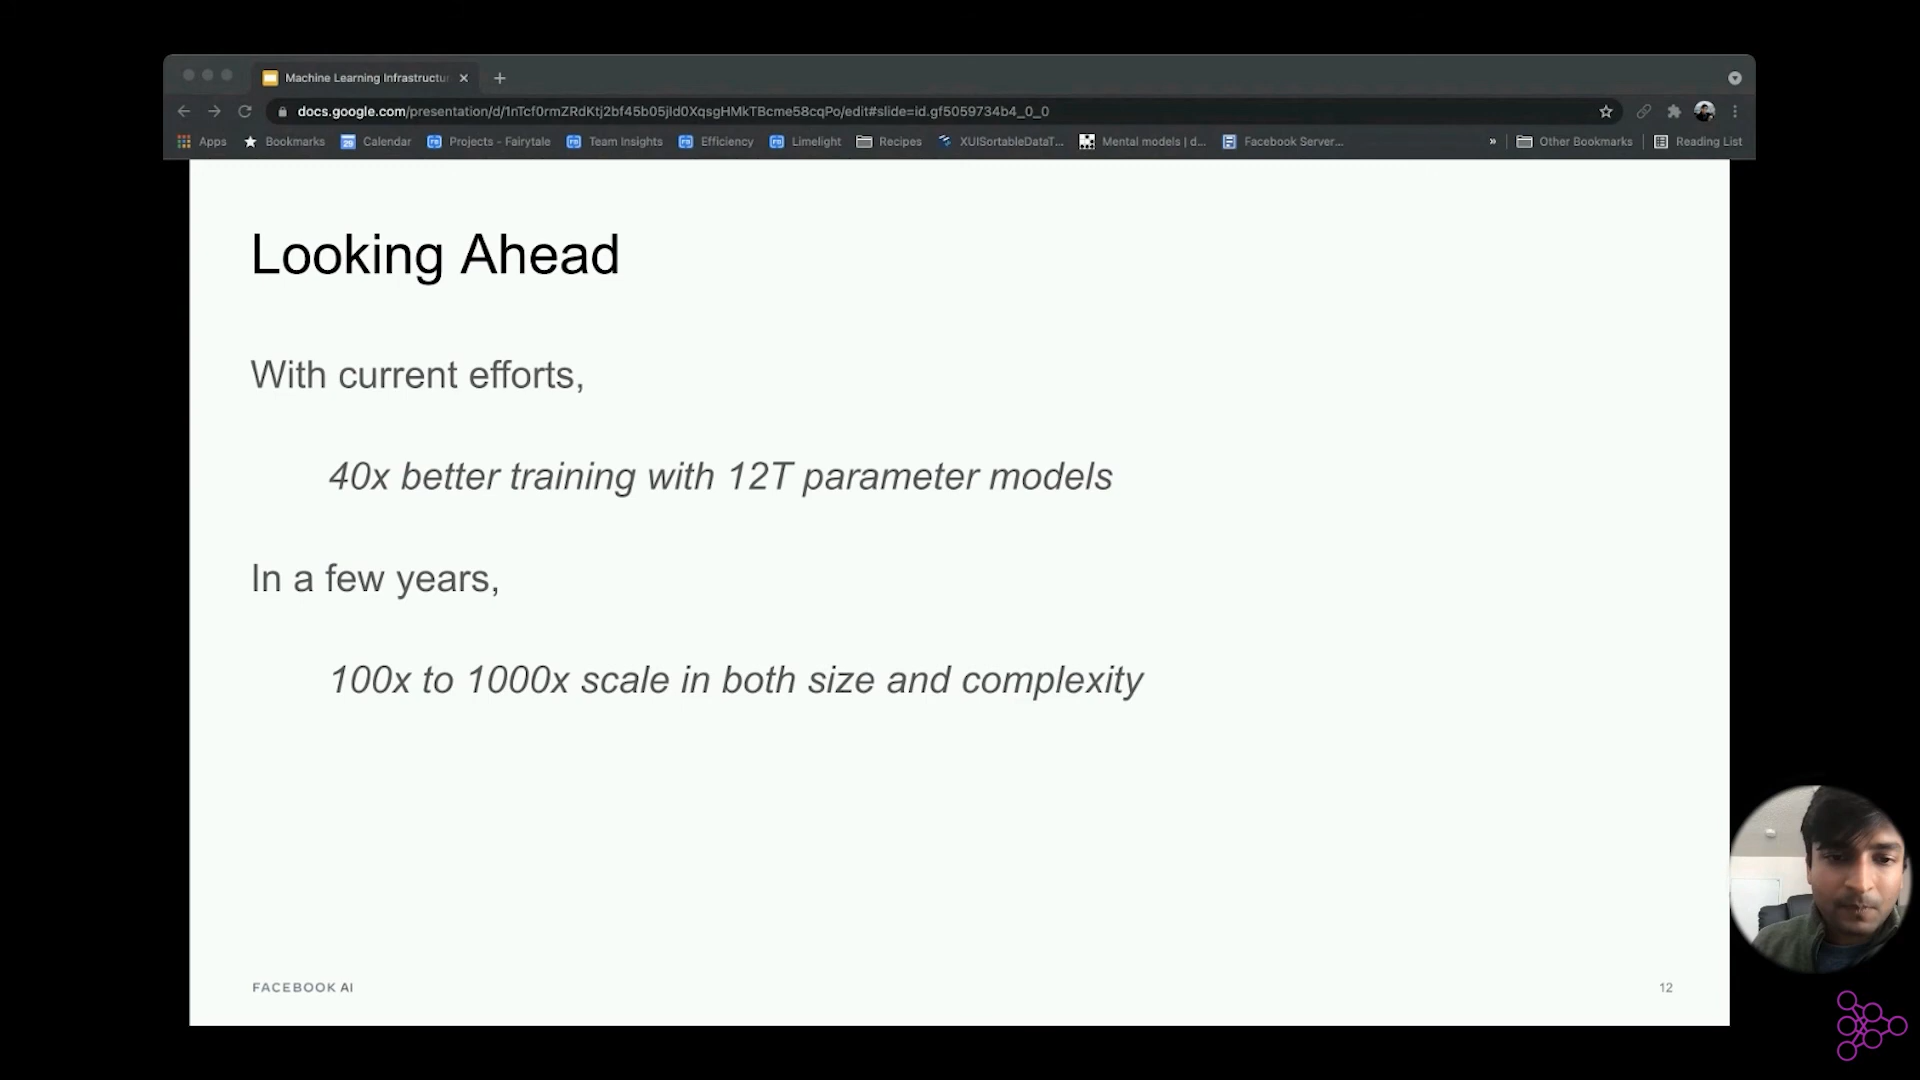 Machine Learning Infrastructur
docs.google.com/presentation/d/1nTcf0rmZRdKtj2bf45b05jId0XqsgHMkTBcme58cqPo/edit#slide=id.gf5059734b4_0_0
Apps Bookmarks Calendar Projects - Fairytale Team Insights Efficiency Limelight Recipes XUISortableDataT... Mental models | d... Facebook Server... » Other Bookmarks Reading List
Looking Ahead
With current efforts,
40x better training with 12T parameter models
In a few years,
100x to 1000x scale in both size and complexity
FACEBOOK AI 12